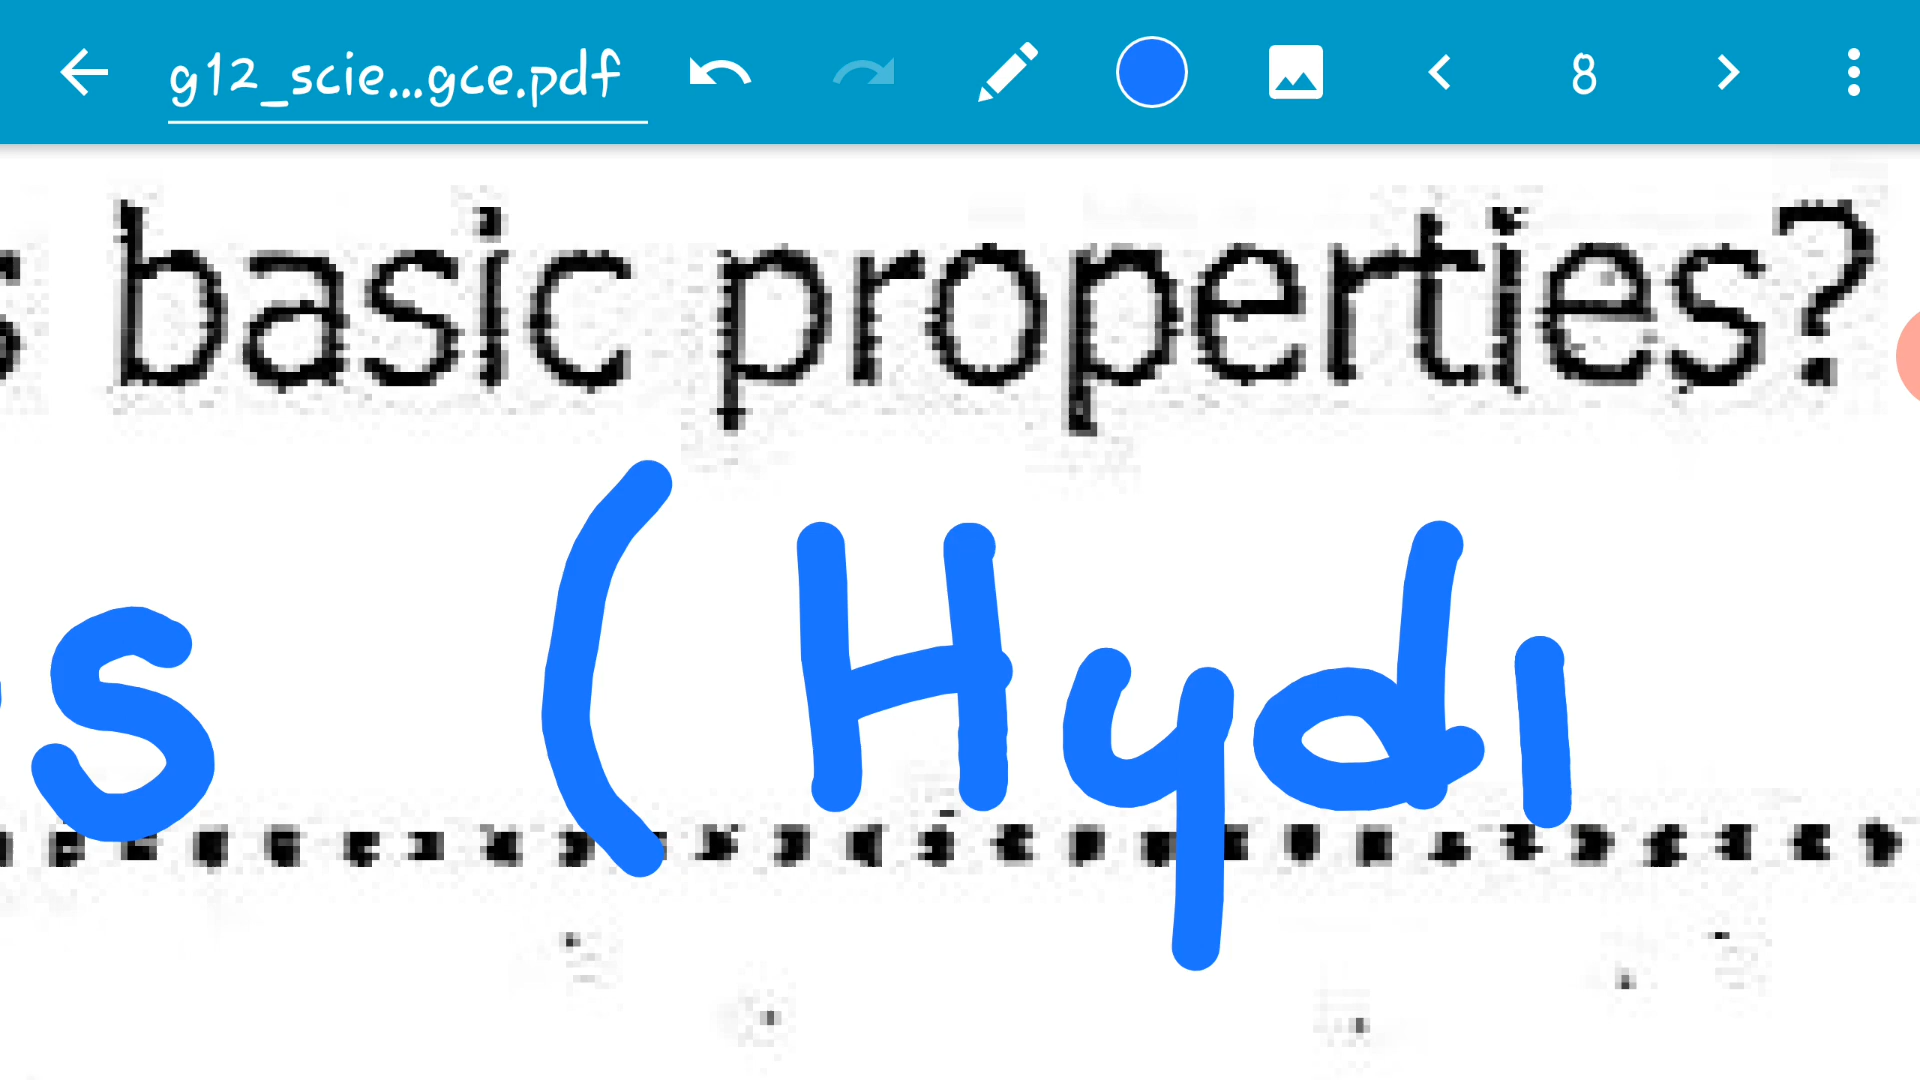 g12_scie...gce.pdf 8
s basic properties?
s (Hydı